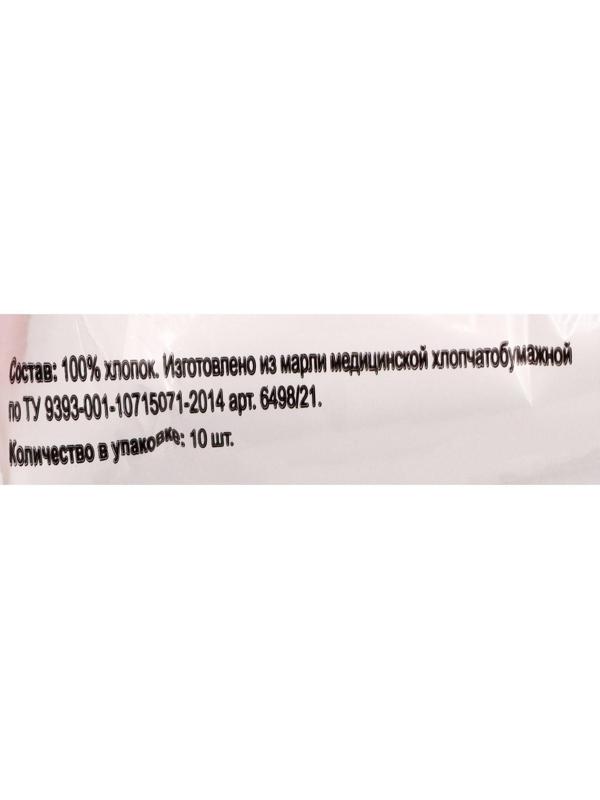 Состав: 100% хлопок. Изготовлено из марли медицинской хлопчатобумажной
по ТУ 9393-001-10715071-2014 арт. 6498/21.
Количество в упаковке: 10 шт.